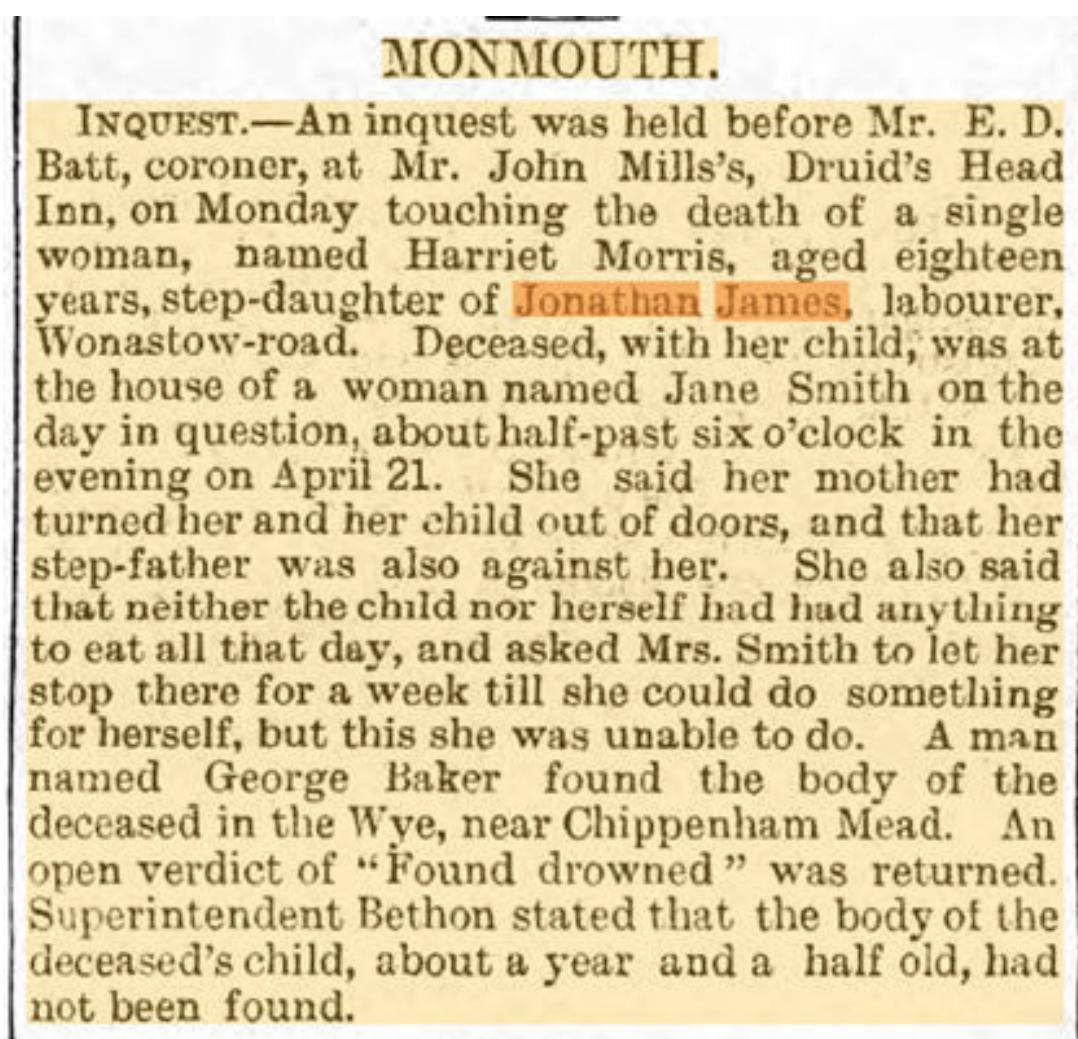 MONMOUTH.
INQUEST.—An inquest was held before Mr. E. D.
Batt, coroner, at Mr. John Mills's, Druid's Head
Inn, on Monday touching the death of a single
woman, named Harriet Morris, aged eighteen
years, step-daughter of Jonathan James, labourer,
Wonastow-road. Deceased, with her child, was at
the house of a woman named Jane Smith on the
day in question, about half-past six o'clock in the
evening on April 21. She said her mother had
turned her and her child out of doors, and that her
step-father was also against her. She also said
that neither the child nor herself had had anything
to eat all that day, and asked Mrs. Smith to let her
stop there for a week till she could do something
for herself, but this she was unable to do. A man
named George Baker found the body of the
deceased in the Wye, near Chippenham Mead. An
open verdict of “Found drowned” was returned.
Superintendent Bethon stated that the body of the
deceased's child, about a year and a half old, had
not been found.